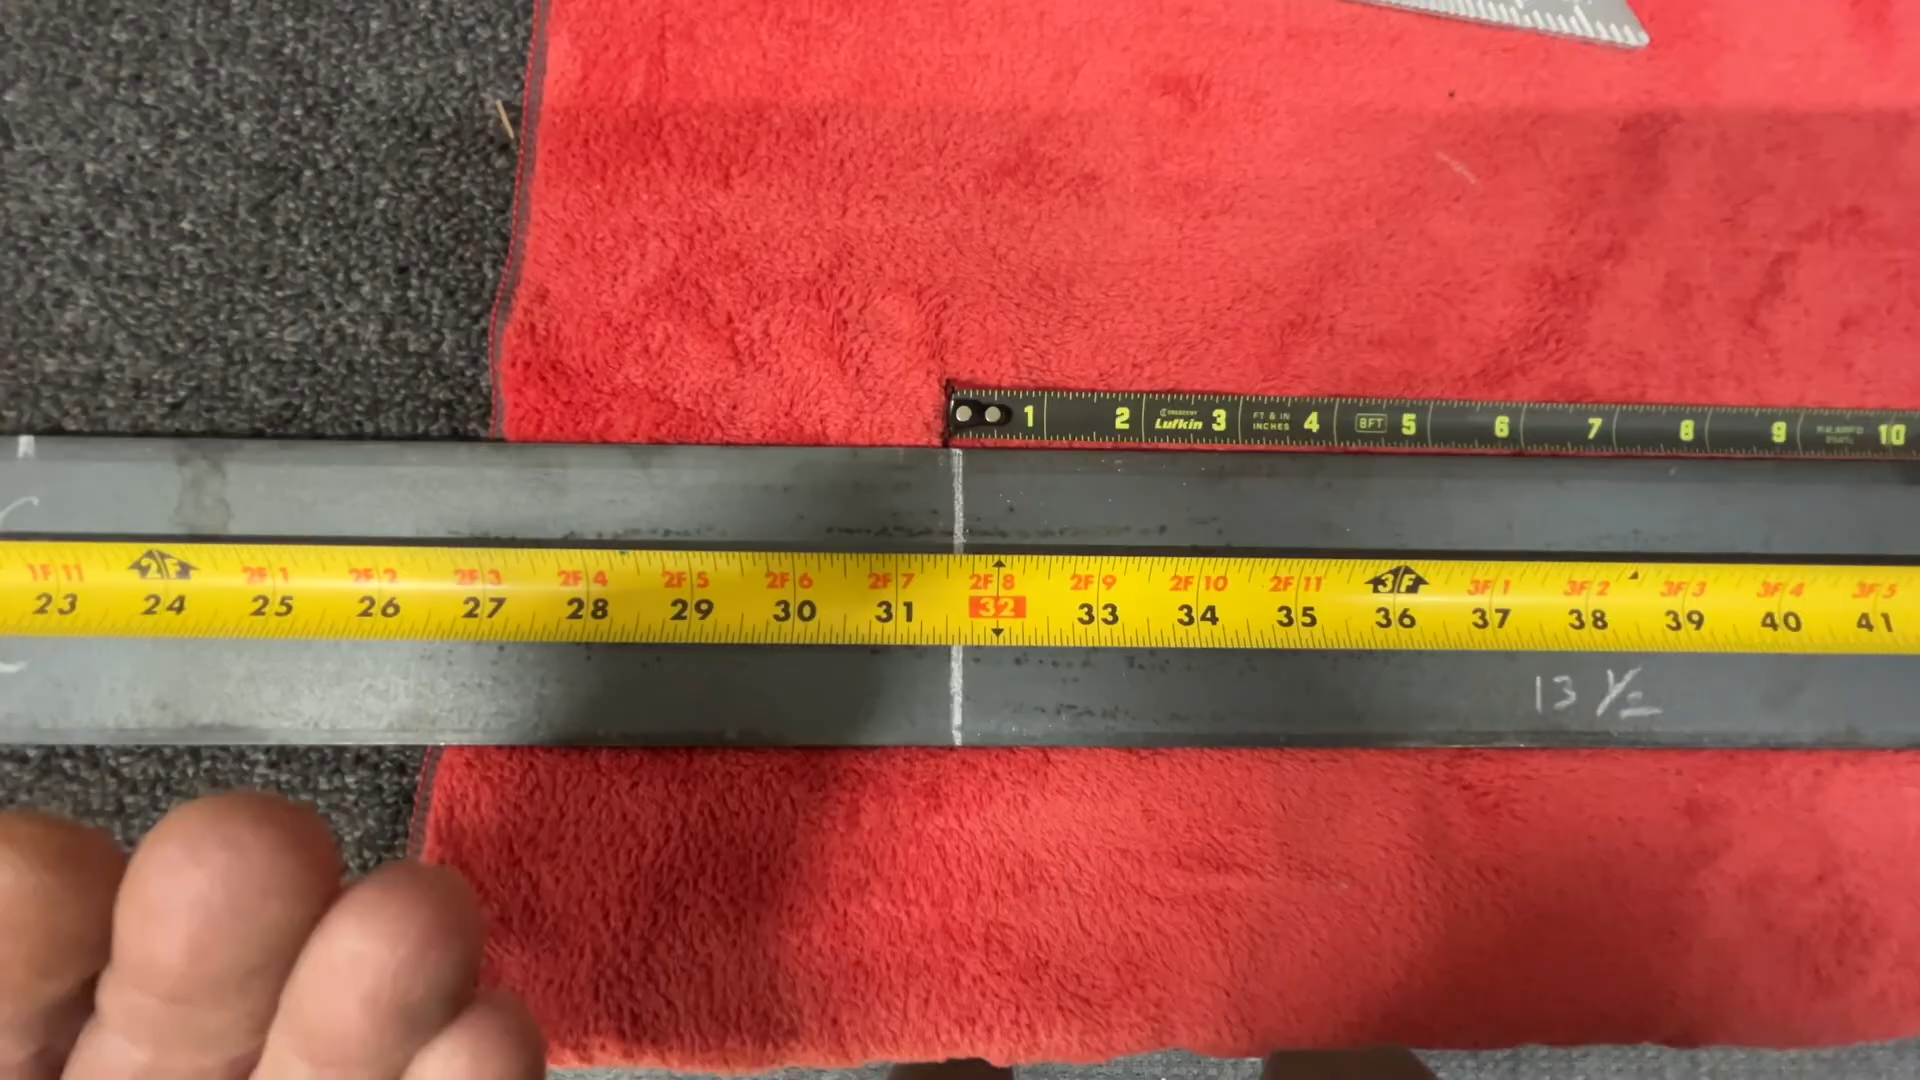 1 2 CRESCENT Lufkin 3 FT & IN INCHES 4 BFT 5 6 7 8 9 10
1F 11 2F 2F 1 2F 2 2F 3 2F 4 2F 5 2F 6 2F 7 2F 8 2F 9 2F 10 2F 11 3F 3F 1 3F 2 3F 3 3F 4 3F 5
23 24 25 26 27 28 29 30 31 32 33 34 35 36 37 38 39 40 41
13 1/2